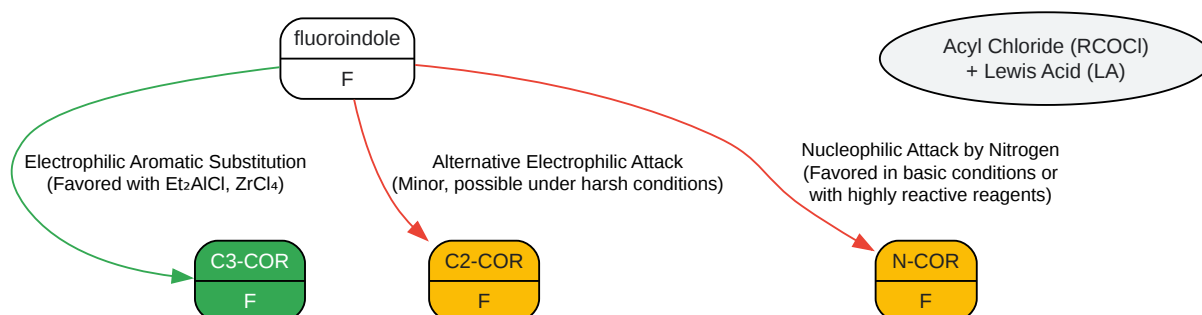 fluoroindole
F
Acyl Chloride (RCOCl)
+ Lewis Acid (LA)
Electrophilic Aromatic Substitution
(Favored with Et₂AlCl, ZrCl₄)
Alternative Electrophilic Attack
(Minor, possible under harsh conditions)
Nucleophilic Attack by Nitrogen
(Favored in basic conditions or
with highly reactive reagents)
C3-COR
F
C2-COR
F
N-COR
F